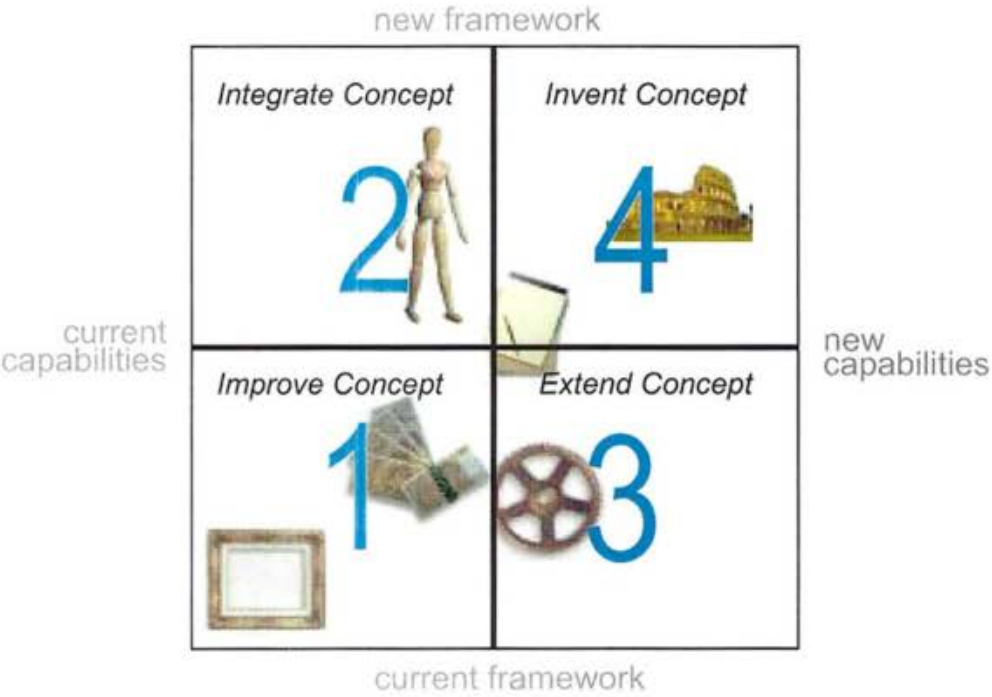 new framework
Integrate Concept
Invent Concept
2
4
current
capabilities
new
capabilities
Improve Concept
Extend Concept
1
3
current framework